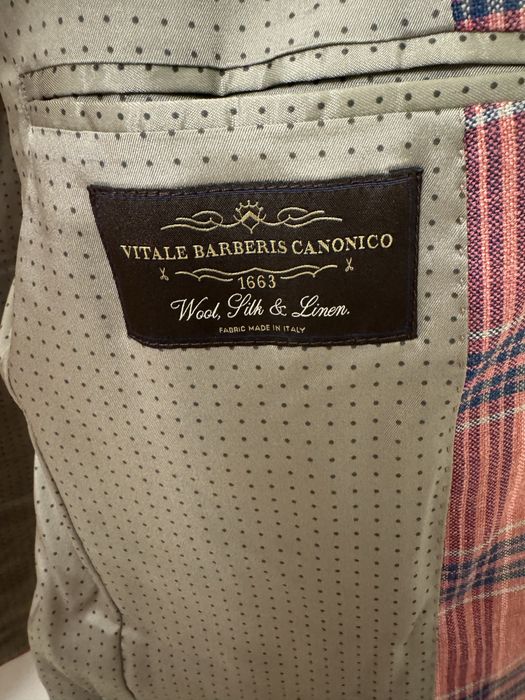 VITALE BARBERIS CANONICO
1663
Wool, Silk & Linen.
FABRIC MADE IN ITALY